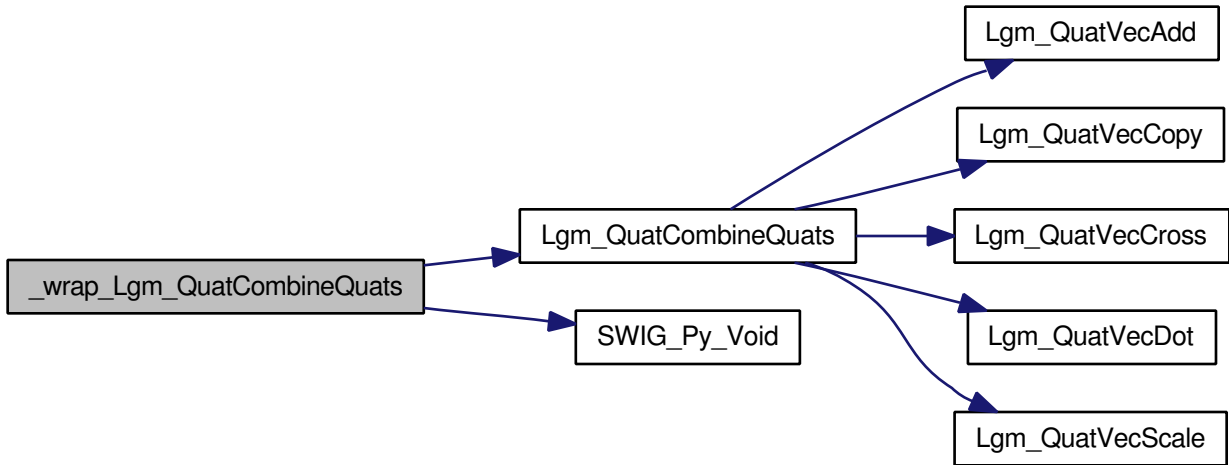 Lgm_QuatVecAdd
Lgm_QuatVecCopy
Lgm_QuatCombineQuats
Lgm_QuatVecCross
_wrap_Lgm_QuatCombineQuats
SWIG_Py_Void
Lgm_QuatVecDot
Lgm_QuatVecScale